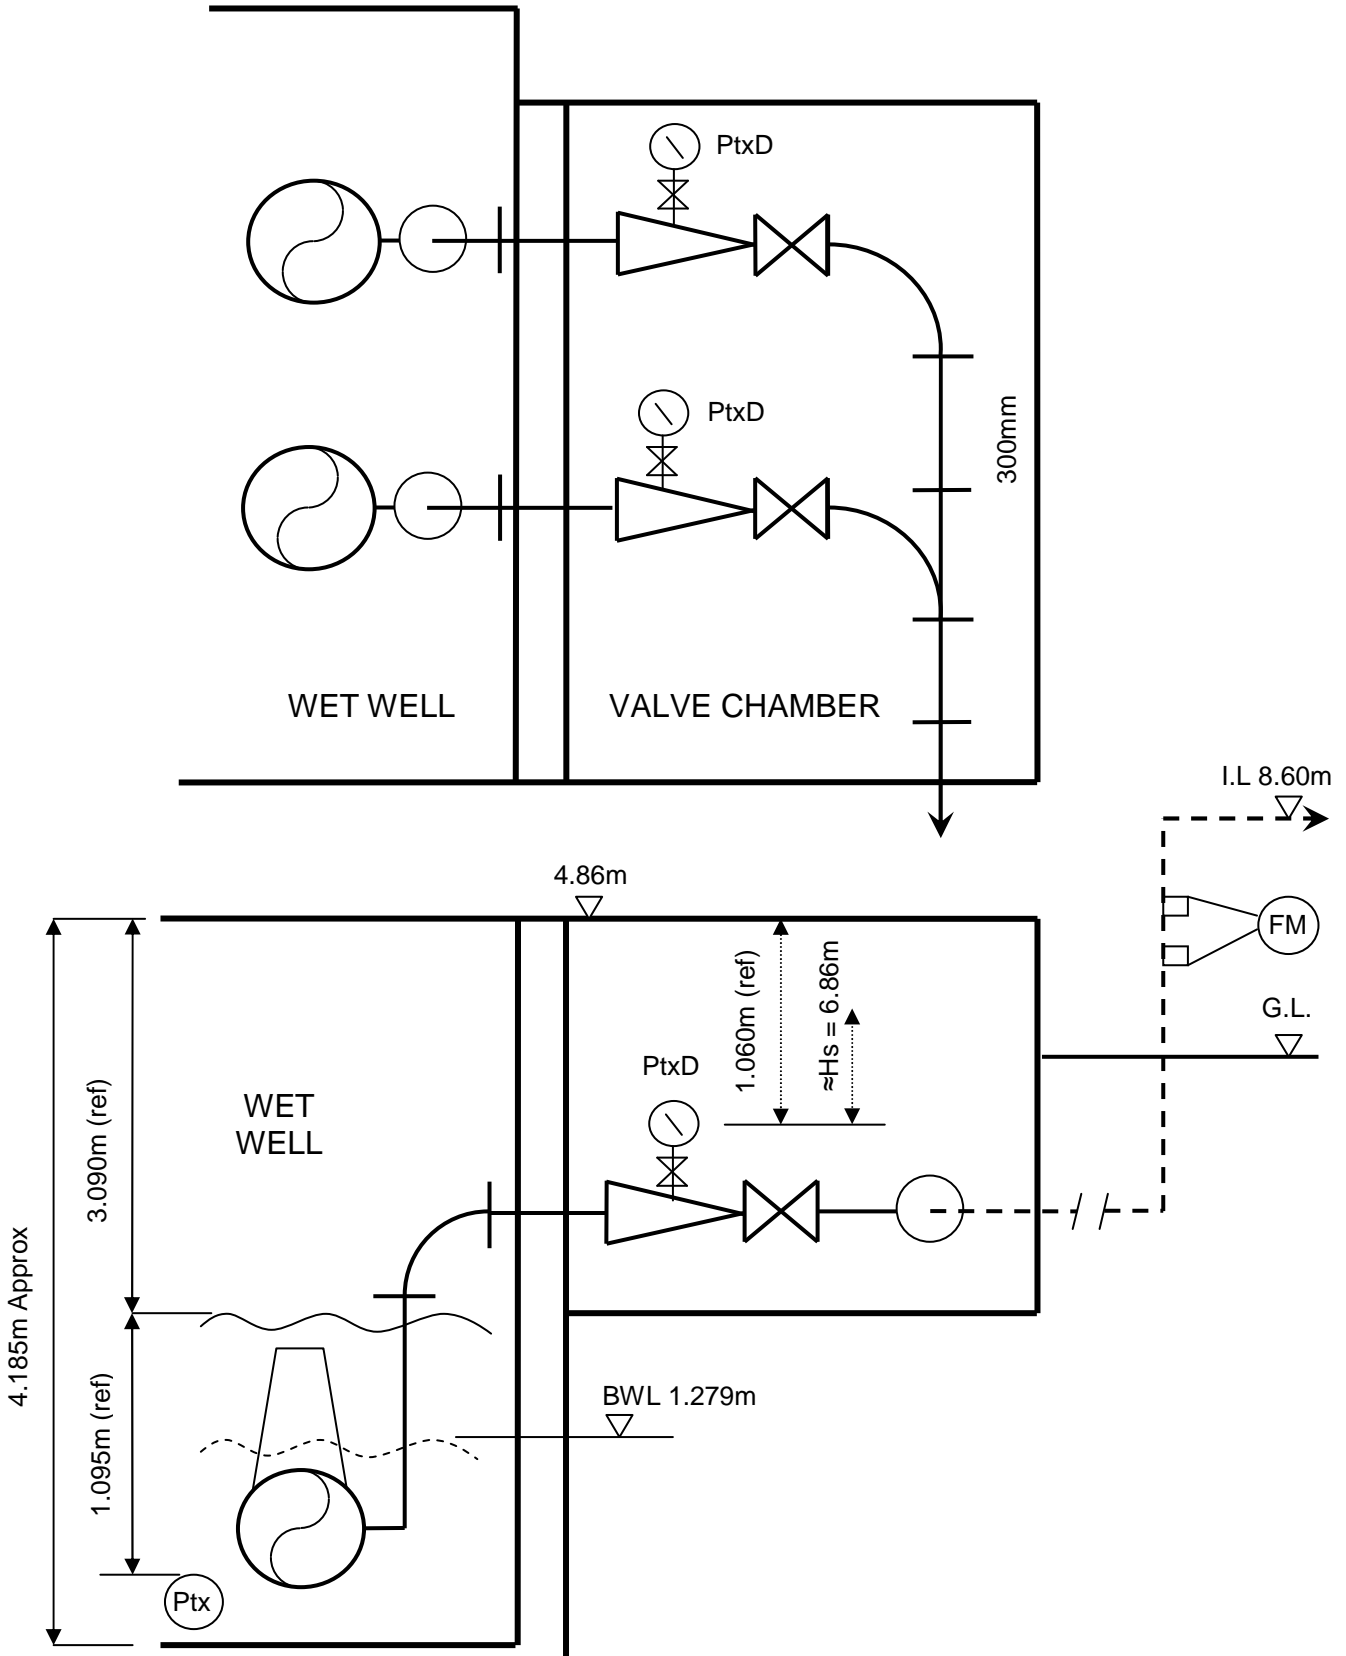 PtxD
PtxD
300mm
WET WELL
VALVE CHAMBER
I.L 8.60m
4.86m
FM
1.060m (ref)
≈Hs = 6.86m
G.L.
PtxD
3.090m (ref)
WET
WELL
4.185m Approx
BWL 1.279m
1.095m (ref)
Ptx